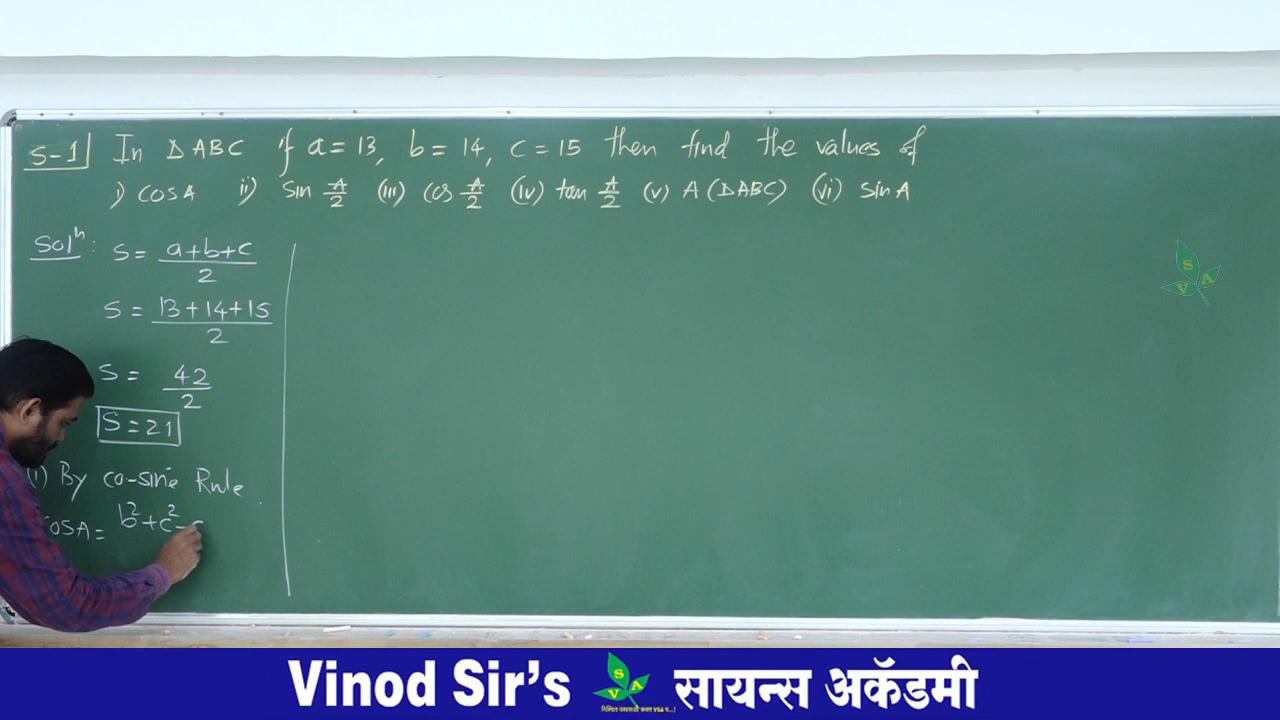 S-1 In ΔABC if a = 13, b = 14, c = 15 then find the values of
i) cosA ii) sin A/2 (iii) cos A/2 (iv) tan A/2 (v) A(ΔABC) (vi) sin A
Solⁿ: S = a+b+c/2
S = 13+14+15/2
S = 42/2
S = 21
(i) By co-sine Rule
cosA = b²+c²-
S
V A
Vinod Sir's S V A सायन्स अकॅडमी